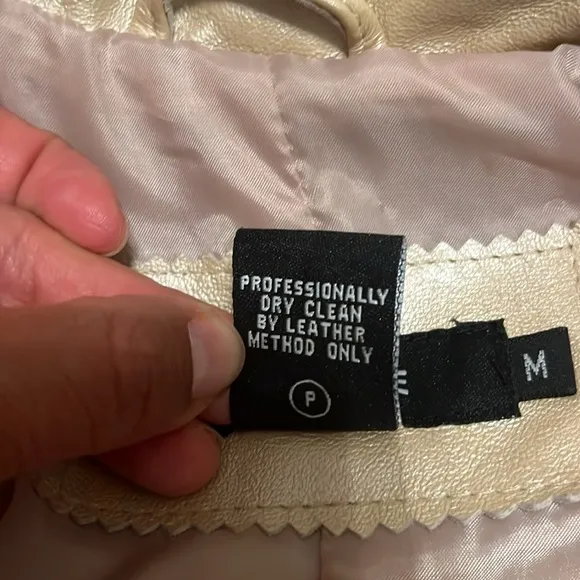 PROFESSIONALLY
DRY CLEAN
BY LEATHER
METHOD ONLY
P
M